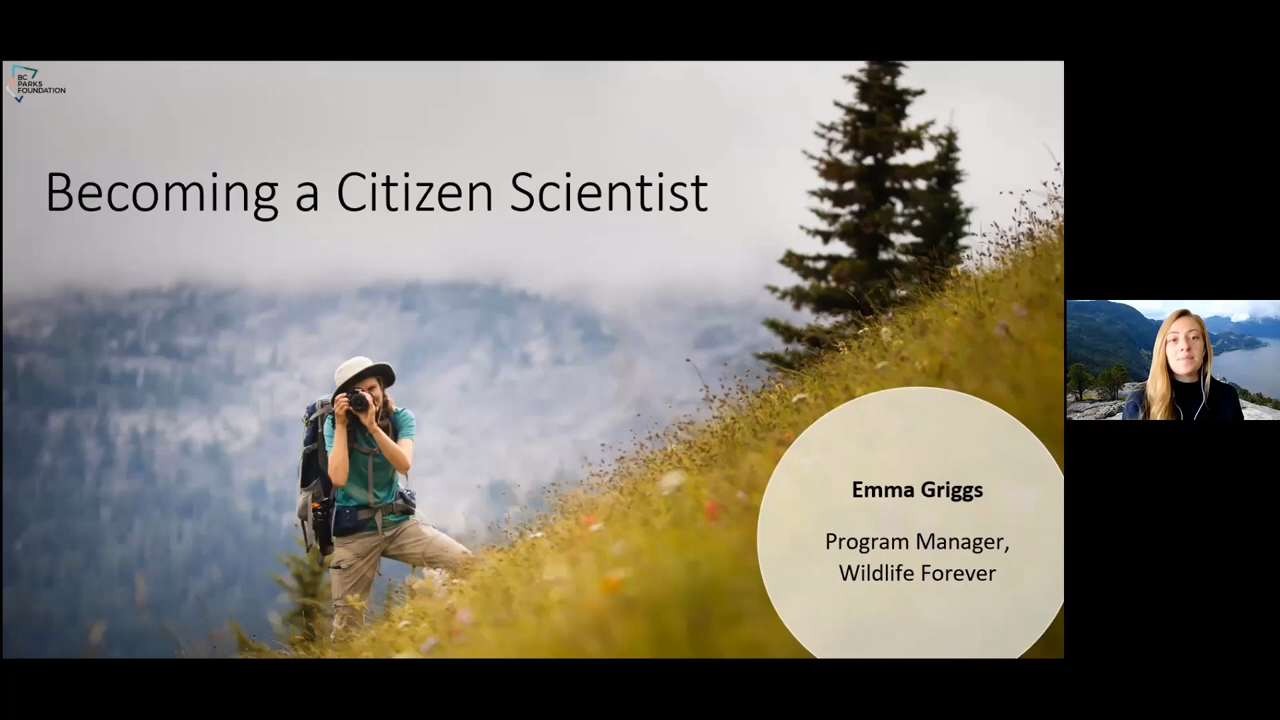 BC
PARKS
FOUNDATION
Becoming a Citizen Scientist
Emma Griggs
Program Manager,
Wildlife Forever